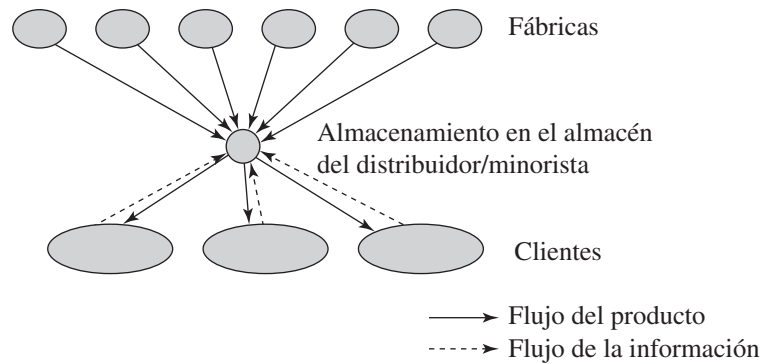 Fábricas
Almacenamiento en el almacén
del distribuidor/minorista
Clientes
Flujo del producto
Flujo de la información